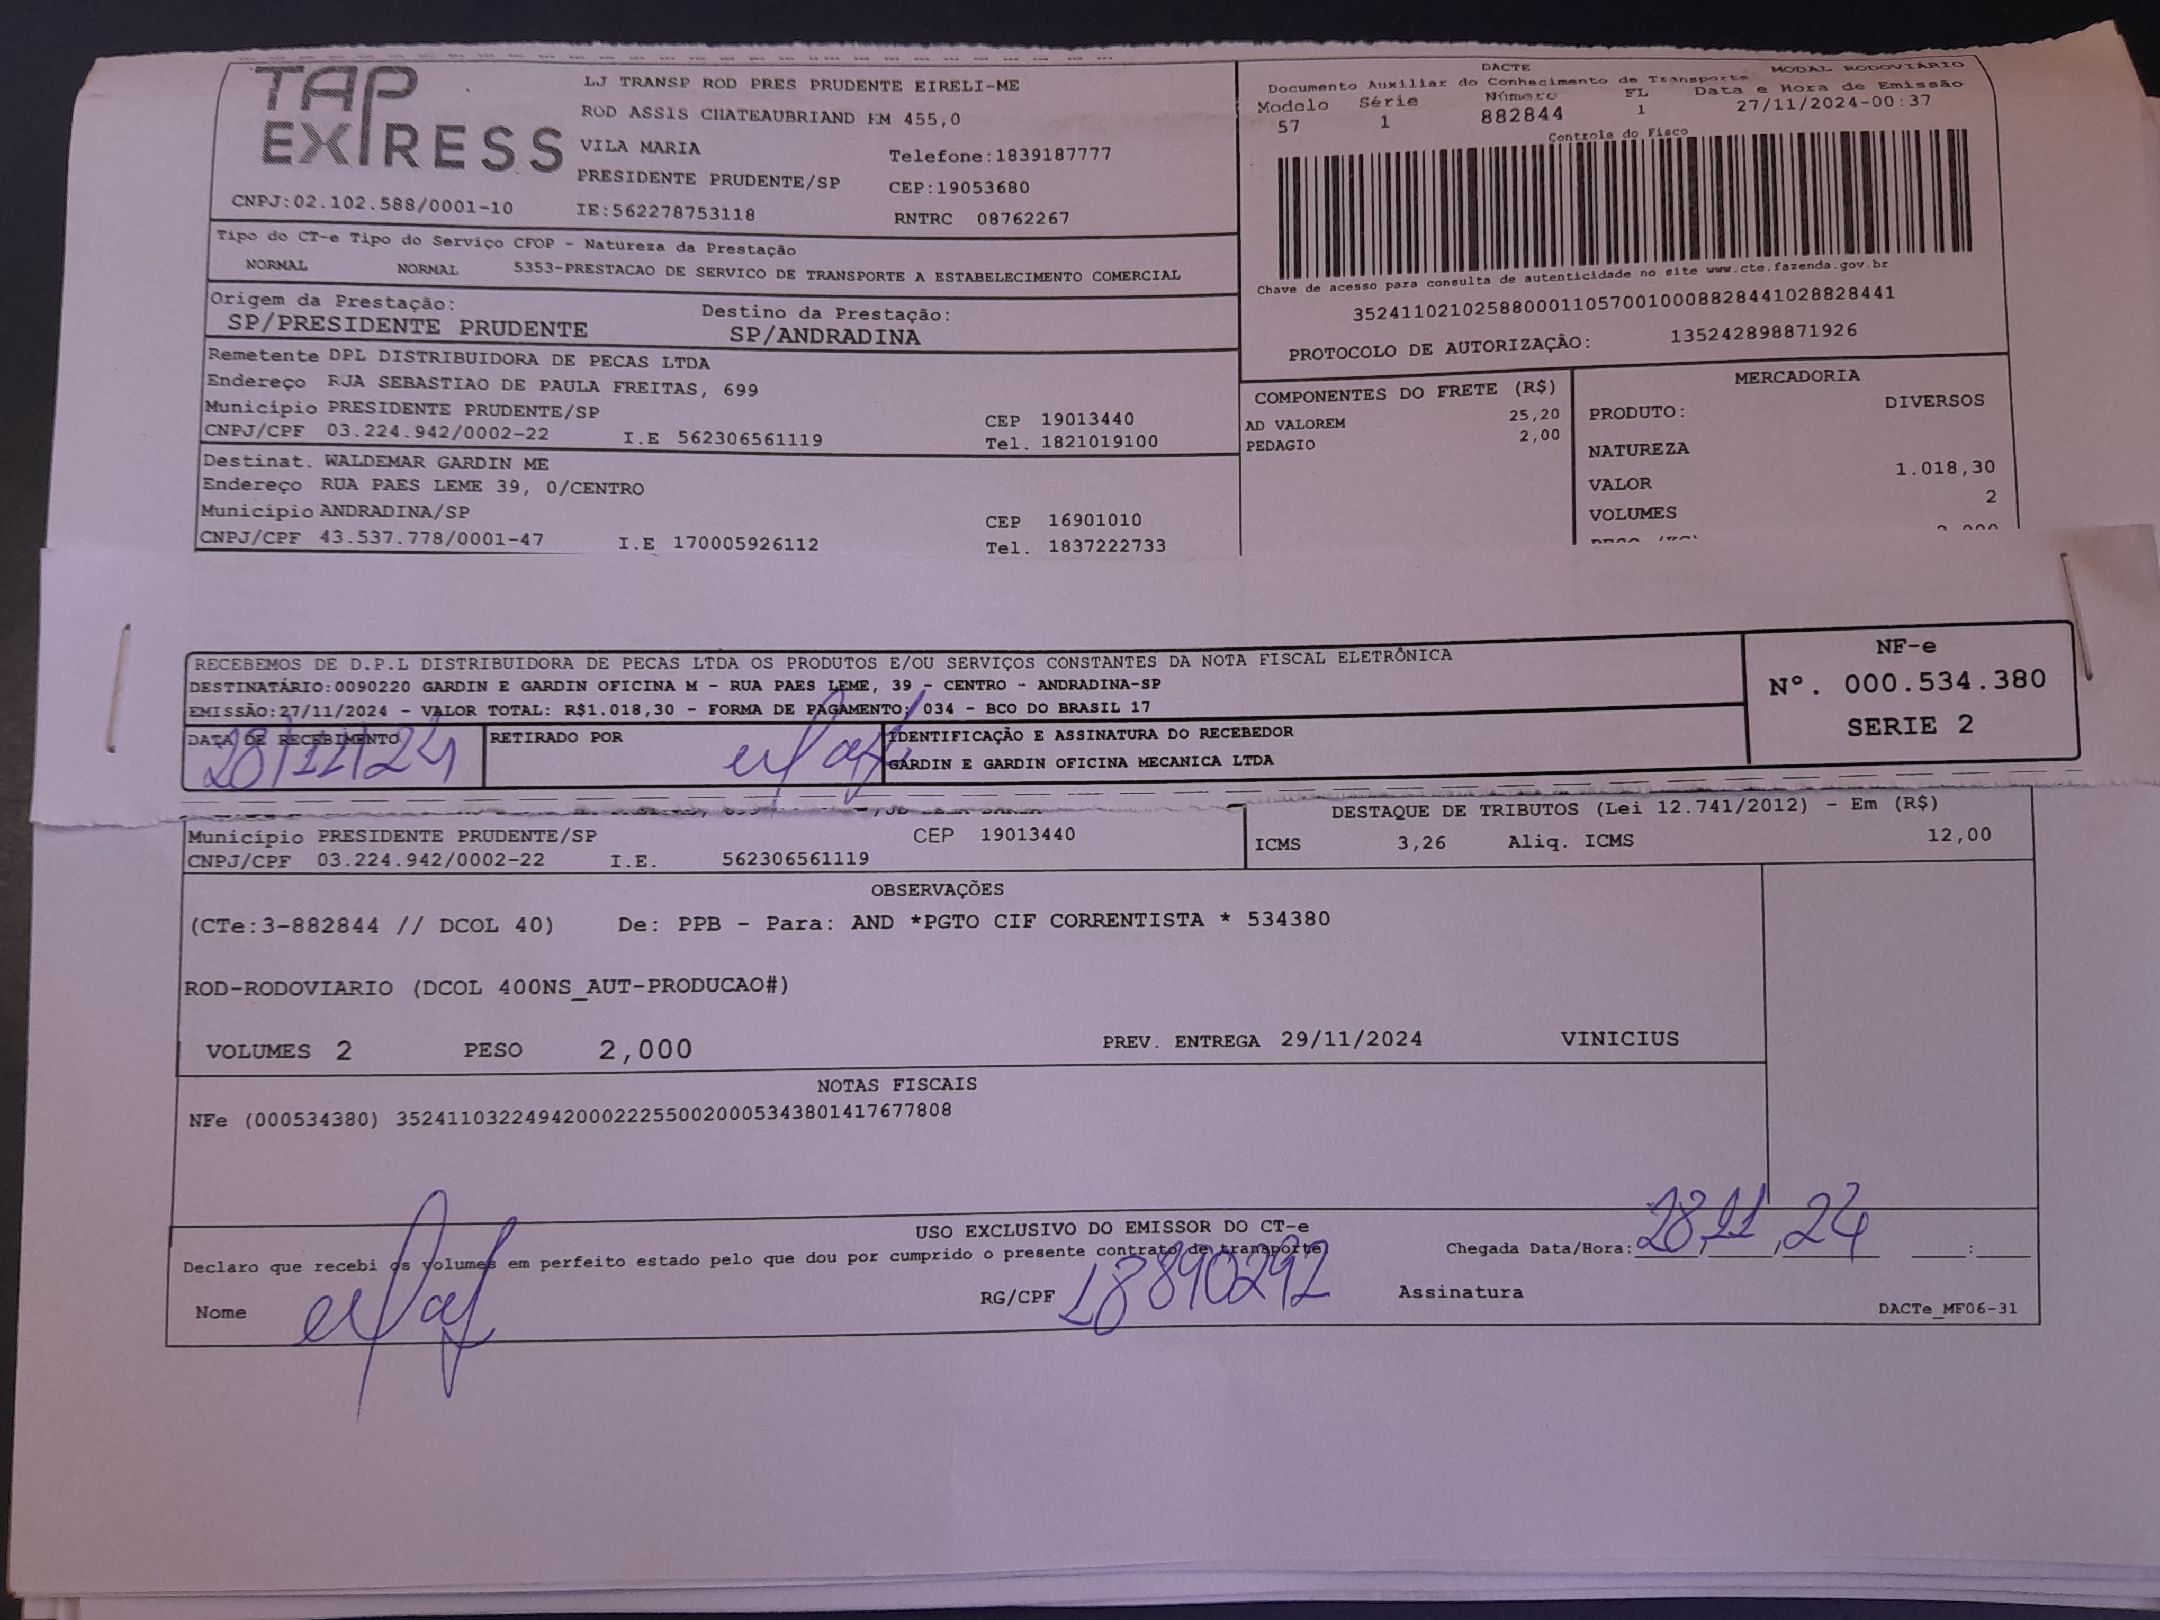 TAP EXPRESS
LJ TRANSP ROD PRES PRUDENTE EIRELI-ME
ROD ASSIS CHATEAUBRIAND KM 455,0
VILA MARIA
Telefone:1839187777
PRESIDENTE PRUDENTE/SP
CEP:19053680
CNPJ:02.102.588/0001-10
IE:562278753118
RNTRC 08762267
DACTE
MODAL RODOVIÁRIO
Documento Auxiliar do Conhecimento de Transporte
Modelo Série Número FL Data e Hora de Emissão
57 1 882844 1 27/11/2024-00:37
Controle do Fisco
Chave de acesso para consulta de autenticidade no site www.cte.fazenda.gov.br
35241102102588000110570010008828441028828441
PROTOCOLO DE AUTORIZAÇÃO: 135242898871926
Tipo do CT-e Tipo do Serviço CFOP - Natureza da Prestação
NORMAL NORMAL 5353-PRESTACAO DE SERVICO DE TRANSPORTE A ESTABELECIMENTO COMERCIAL
Origem da Prestação: Destino da Prestação:
SP/PRESIDENTE PRUDENTE SP/ANDRADINA
Remetente DPL DISTRIBUIDORA DE PECAS LTDA
Endereço RUA SEBASTIAO DE PAULA FREITAS, 699
Município PRESIDENTE PRUDENTE/SP CEP 19013440
CNPJ/CPF 03.224.942/0002-22 I.E 562306561119 Tel. 1821019100
Destinat. WALDEMAR GARDIN ME
Endereço RUA PAES LEME 39, 0/CENTRO
Município ANDRADINA/SP CEP 16901010
CNPJ/CPF 43.537.778/0001-47 I.E 170005926112 Tel. 1837222733
COMPONENTES DO FRETE (R$)
AD VALOREM 25,20
PEDAGIO 2,00
MERCADORIA
PRODUTO: DIVERSOS
NATUREZA
VALOR 1.018,30
VOLUMES 2
RECEBEMOS DE D.P.L DISTRIBUIDORA DE PECAS LTDA OS PRODUTOS E/OU SERVIÇOS CONSTANTES DA NOTA FISCAL ELETRÔNICA
DESTINATÁRIO:0090220 GARDIN E GARDIN OFICINA M - RUA PAES LEME, 39 - CENTRO - ANDRADINA-SP
EMISSÃO:27/11/2024 - VALOR TOTAL: R$1.018,30 - FORMA DE PAGAMENTO: 034 - BCO DO BRASIL 17
NF-e
Nº. 000.534.380
SERIE 2
DATA DE RECEBIMENTO
28/11/24
RETIRADO POR
IDENTIFICAÇÃO E ASSINATURA DO RECEBEDOR
GARDIN E GARDIN OFICINA MECANICA LTDA
Município PRESIDENTE PRUDENTE/SP CEP 19013440
CNPJ/CPF 03.224.942/0002-22 I.E. 562306561119
DESTAQUE DE TRIBUTOS (Lei 12.741/2012) - Em (R$)
ICMS 3,26 Aliq. ICMS 12,00
OBSERVAÇÕES
(CTe:3-882844 // DCOL 40) De: PPB - Para: AND *PGTO CIF CORRENTISTA * 534380
ROD-RODOVIARIO (DCOL 400NS_AUT-PRODUCAO#)
VOLUMES 2 PESO 2,000 PREV. ENTREGA 29/11/2024 VINICIUS
NOTAS FISCAIS
NFe (000534380) 35241103224942000222550020005343801417677808
USO EXCLUSIVO DO EMISSOR DO CT-e
Declaro que recebi os volumes em perfeito estado pelo que dou por cumprido o presente contrato de transporte
Chegada Data/Hora: 28,11,24 :
Nome
RG/CPF 18890292
Assinatura
DACTe_MF06-31